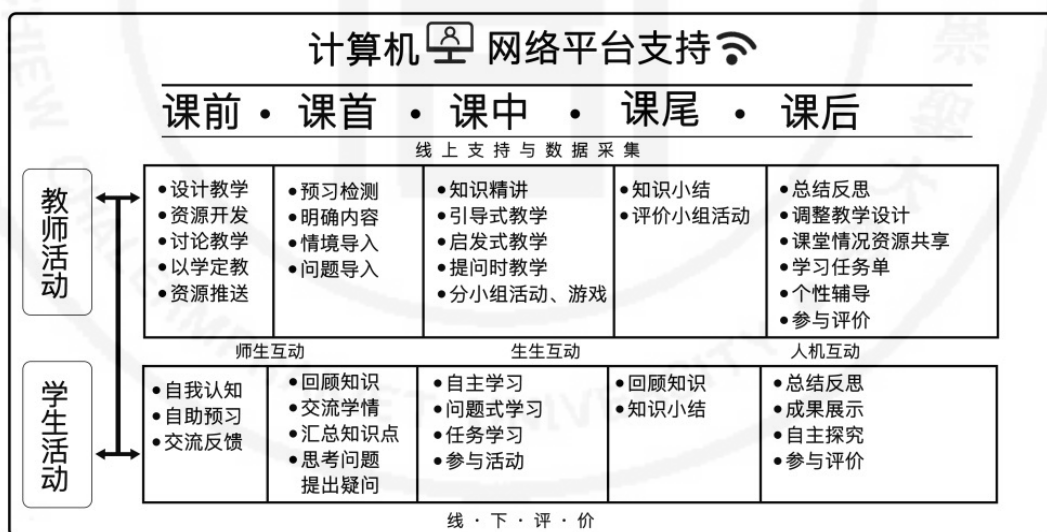 计算机 网络平台支持
课前 · 课首 · 课中 · 课尾 · 课后
线上支持与数据采集
教师活动
•设计教学
•资源开发
•讨论教学
•以学定教
•资源推送
•预习检测
•明确内容
•情境导入
•问题导入
•知识精讲
•引导式教学
•启发式教学
•提问时教学
•分小组活动、游戏
•知识小结
•评价小组活动
•总结反思
•调整教学设计
•课堂情况资源共享
•学习任务单
•个性辅导
•参与评价
师生互动 生生互动 人机互动
学生活动
•自我认知
•自助预习
•交流反馈
•回顾知识
•交流学情
•汇总知识点
•思考问题
提出疑问
•自主学习
•问题式学习
•任务学习
•参与活动
•回顾知识
•知识小结
•总结反思
•成果展示
•自主探究
•参与评价
线·下·评·价